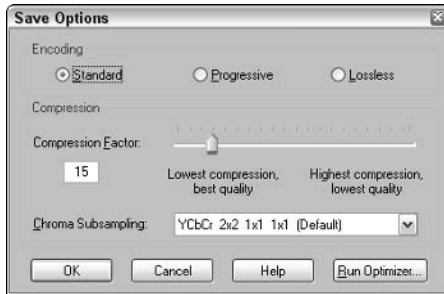 Save Options
Encoding
Standard
Progressive
Lossless
Compression
Compression Factor:
15
Lowest compression, best quality
Highest compression, lowest quality
Chroma Subsampling:
YCbCr 2x2 1x1 1x1 (Default)
OK
Cancel
Help
Run Optimizer...